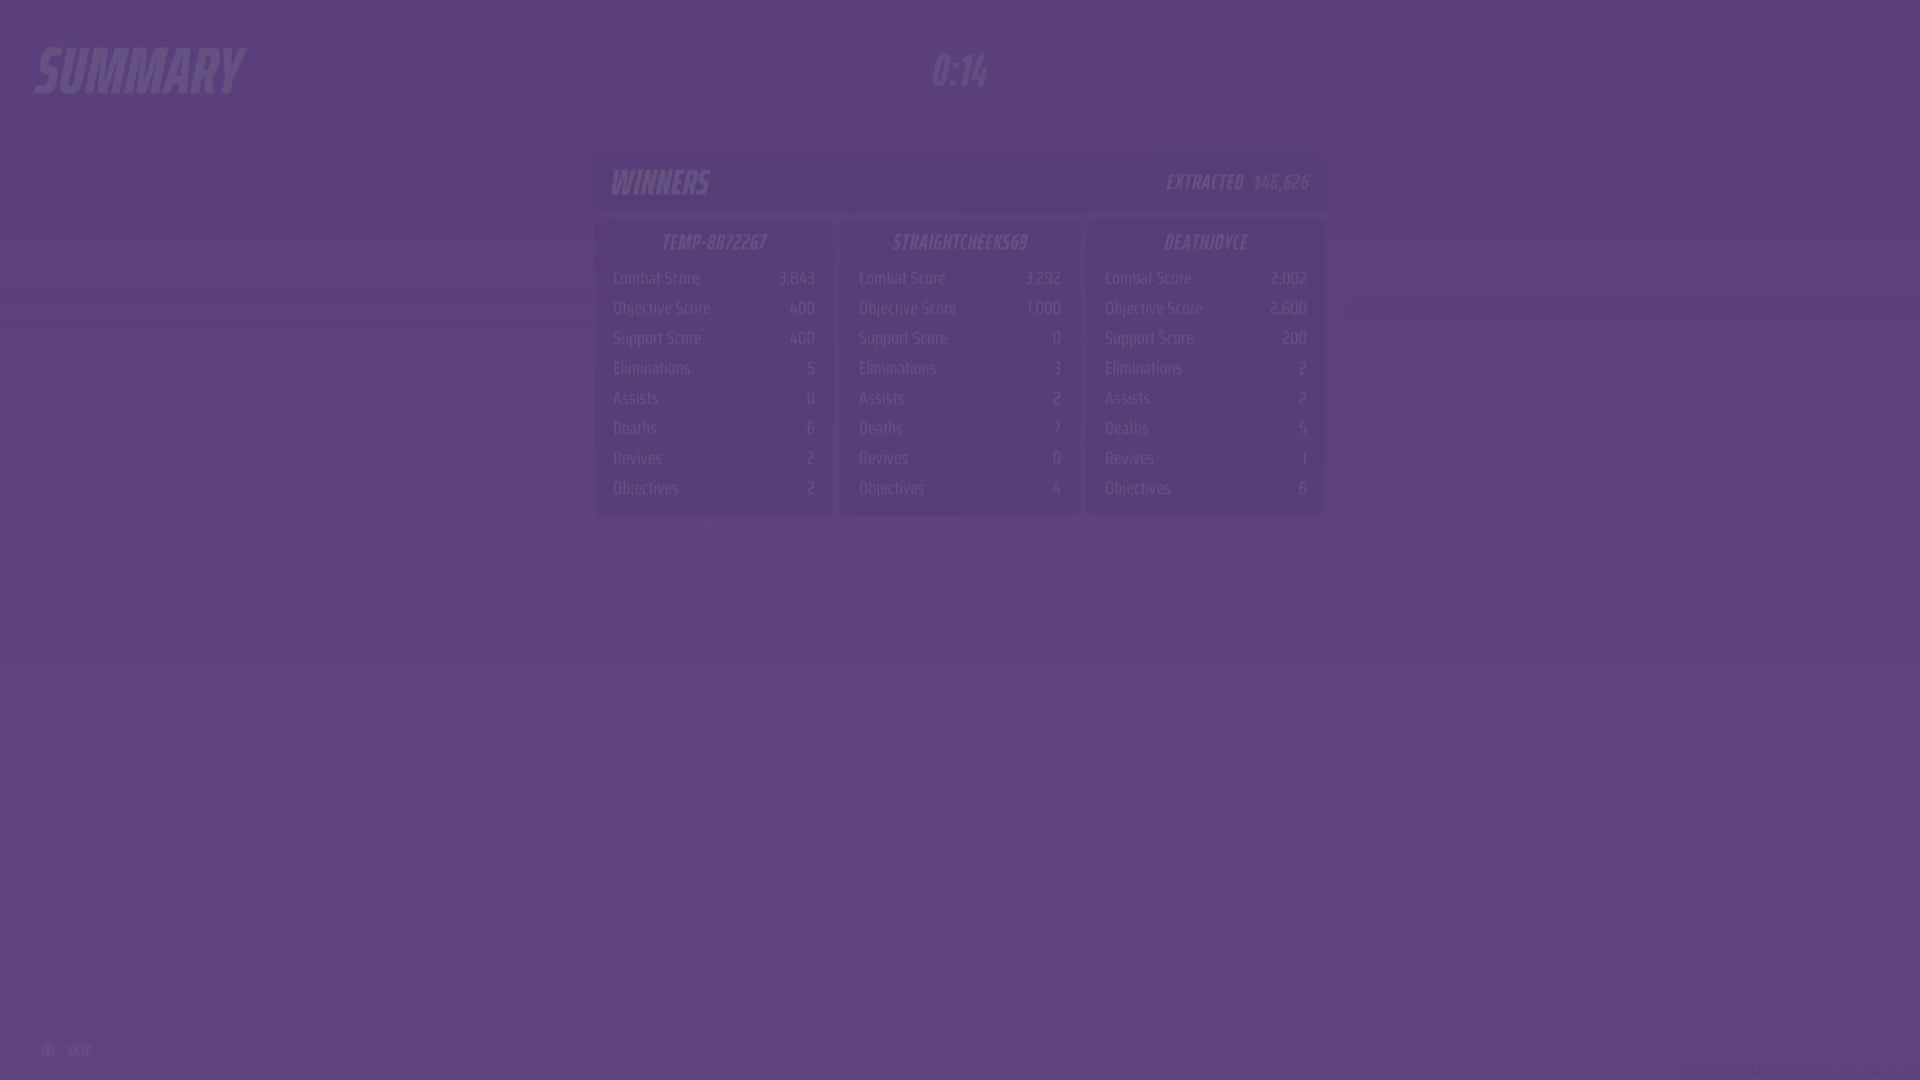 SUMMARY
0:14
WINNERS EXTRACTED $46,626
TEMP-8872267 STRAIGHTCHEEKS69 DEATHJOYCE
Combat Score 3,843 Combat Score 3,292 Combat Score 2,002
Objective Score 400 Objective Score 1,000 Objective Score 2,600
Support Score 400 Support Score 0 Support Score 200
Eliminations 5 Eliminations 3 Eliminations 2
Assists 0 Assists 2 Assists 2
Deaths 6 Deaths 7 Deaths 5
Revives 2 Revives 0 Revives 1
Objectives 2 Objectives 4 Objectives 6
SKIP